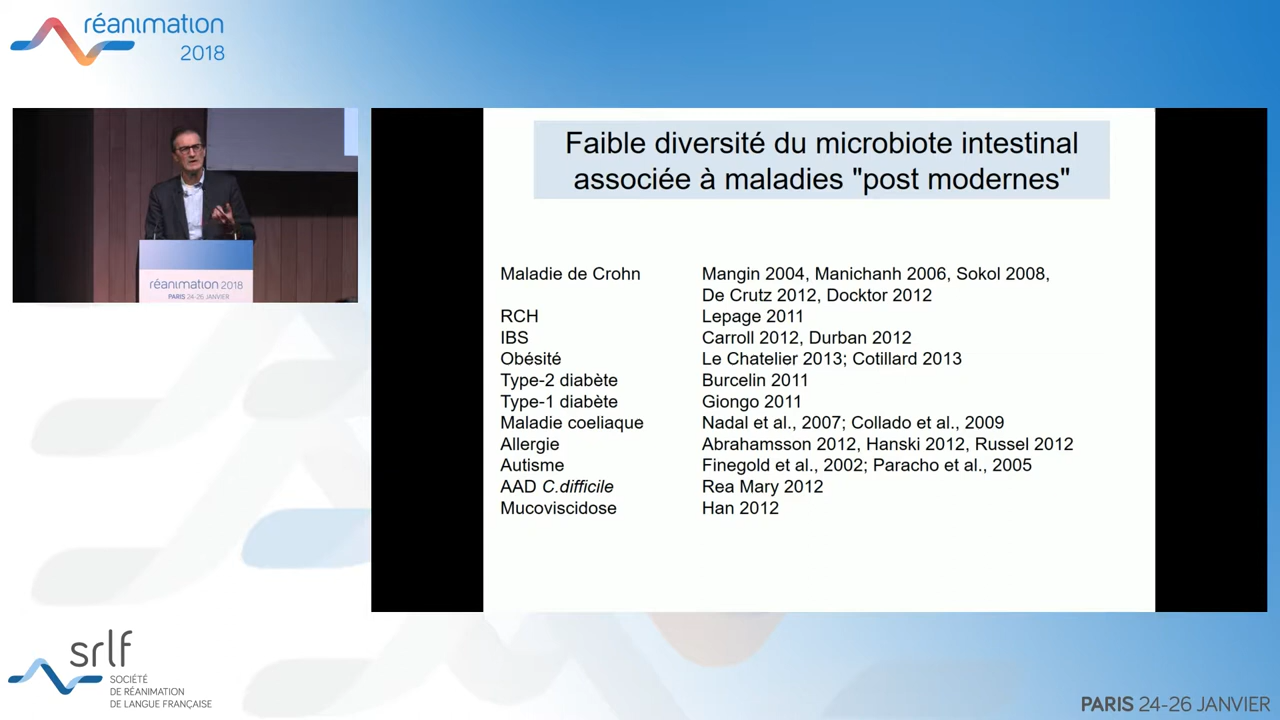 réanimation
2018
réanimation 2018
PARIS 24-26 JANVIER
Faible diversité du microbiote intestinal
associée à maladies "post modernes"
Maladie de Crohn Mangin 2004, Manichanh 2006, Sokol 2008,
De Crutz 2012, Docktor 2012
RCH Lepage 2011
IBS Carroll 2012, Durban 2012
Obésité Le Chatelier 2013; Cotillard 2013
Type-2 diabète Burcelin 2011
Type-1 diabète Giongo 2011
Maladie coeliaque Nadal et al., 2007; Collado et al., 2009
Allergie Abrahamsson 2012, Hanski 2012, Russel 2012
Autisme Finegold et al., 2002; Paracho et al., 2005
AAD C.difficile Rea Mary 2012
Mucoviscidose Han 2012
srlf
SOCIÉTÉ
DE RÉANIMATION
DE LANGUE FRANÇAISE
PARIS 24-26 JANVIER